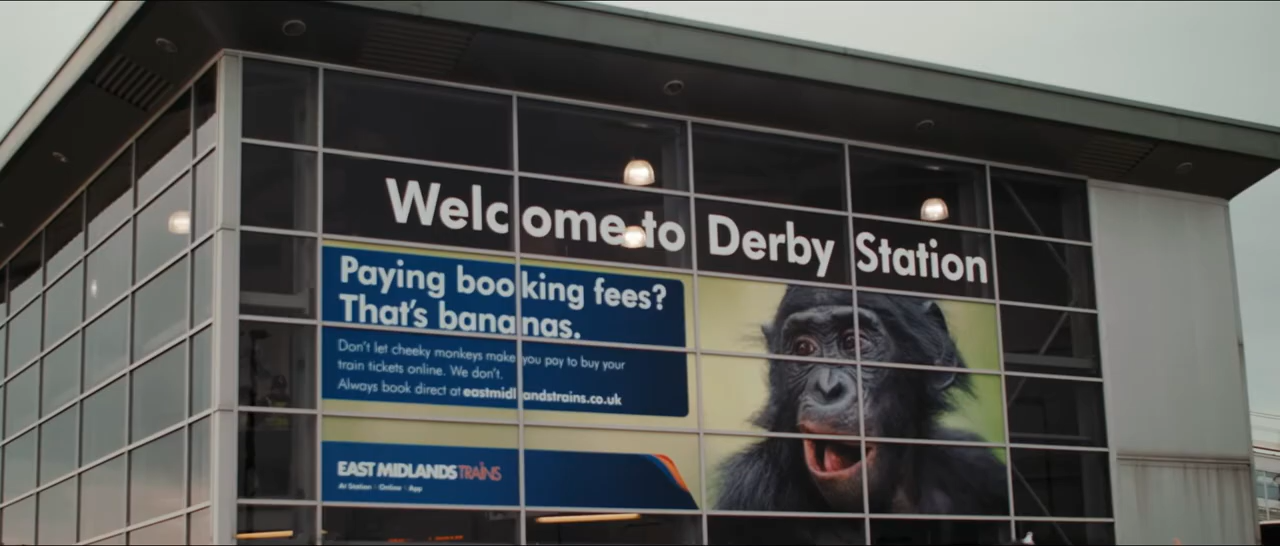 Welcome to Derby Station
Paying booking fees?
That's bananas.
Don't let cheeky monkeys make you pay to buy your
train tickets online. We don't.
Always book direct at eastmidlandstrains.co.uk
EAST MIDLANDS TRAINS
At Station | Online | App